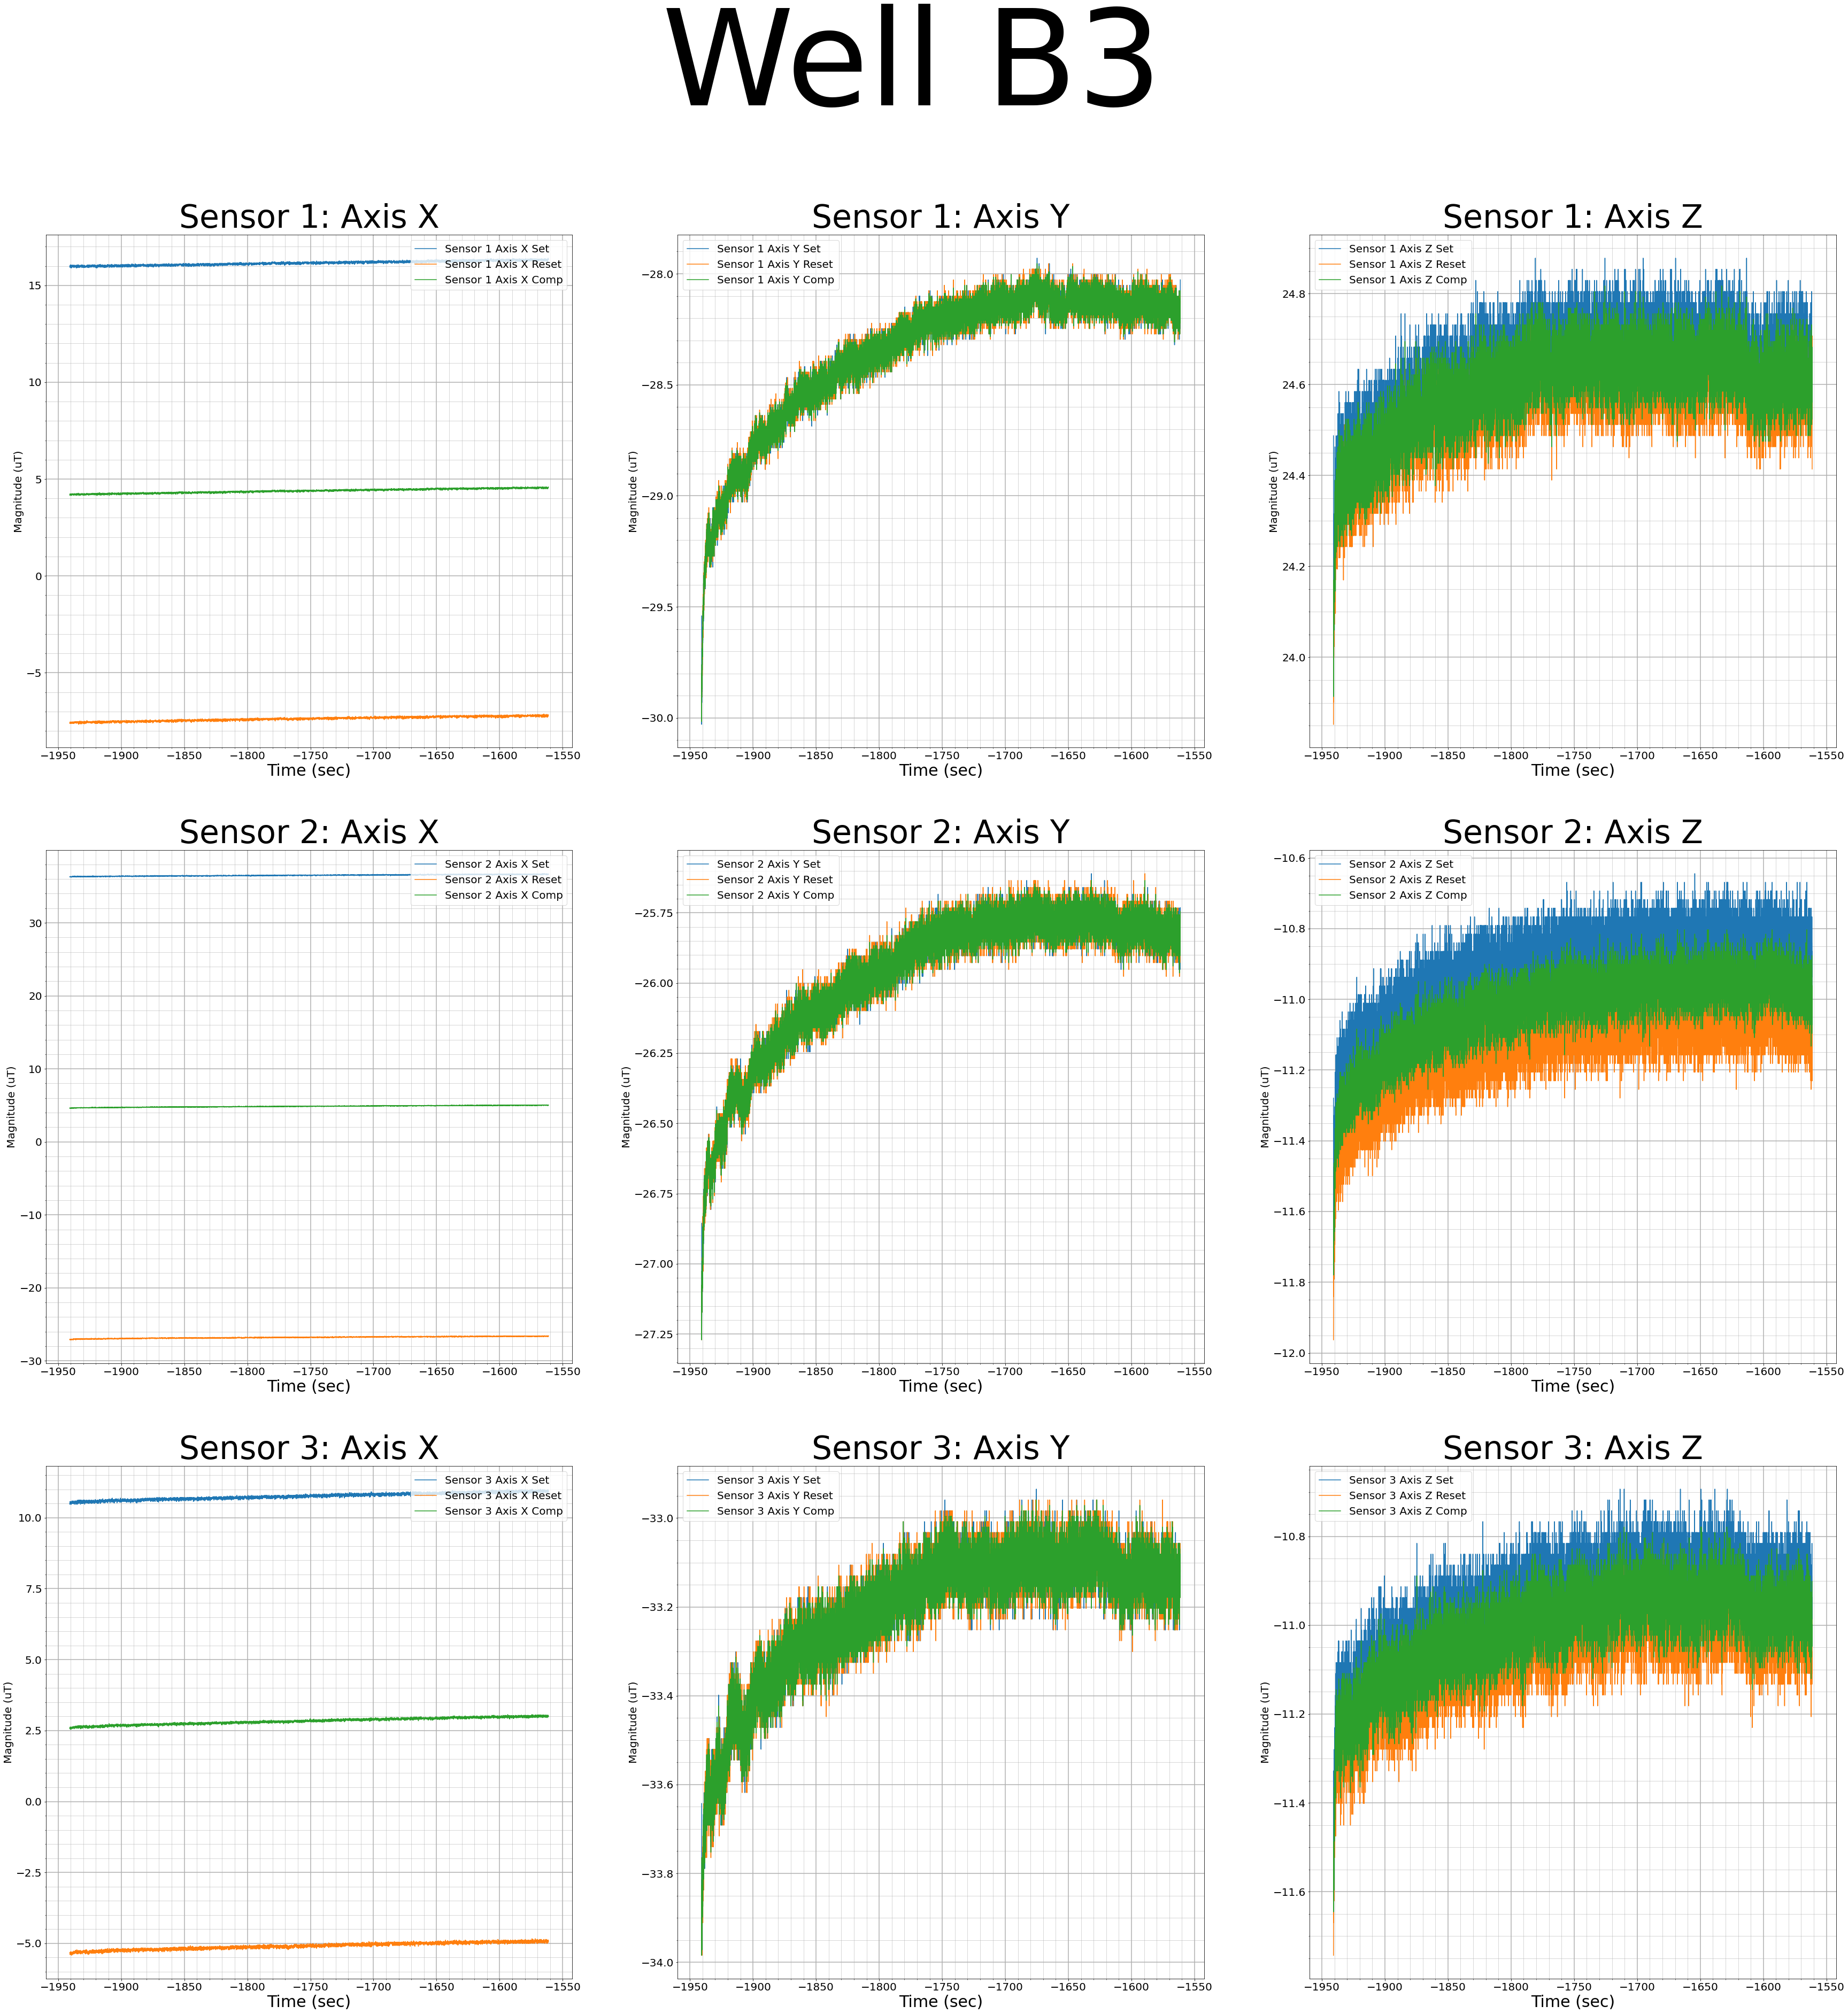 Well B3
Sensor 1: Axis X
Sensor 1 Axis X Set
Sensor 1 Axis X Reset
Sensor 1 Axis X Comp
15
10
5
0
−5
Magnitude (uT)
−1950 −1900 −1850 −1800 −1750 −1700 −1650 −1600 −1550
Time (sec)
Sensor 1: Axis Y
Sensor 1 Axis Y Set
Sensor 1 Axis Y Reset
Sensor 1 Axis Y Comp
−28.0
−28.5
−29.0
−29.5
−30.0
Magnitude (uT)
−1950 −1900 −1850 −1800 −1750 −1700 −1650 −1600 −1550
Time (sec)
Sensor 1: Axis Z
Sensor 1 Axis Z Set
Sensor 1 Axis Z Reset
Sensor 1 Axis Z Comp
24.8
24.6
24.4
24.2
24.0
Magnitude (uT)
−1950 −1900 −1850 −1800 −1750 −1700 −1650 −1600 −1550
Time (sec)
Sensor 2: Axis X
Sensor 2 Axis X Set
Sensor 2 Axis X Reset
Sensor 2 Axis X Comp
30
20
10
0
−10
−20
−30
Magnitude (uT)
−1950 −1900 −1850 −1800 −1750 −1700 −1650 −1600 −1550
Time (sec)
Sensor 2: Axis Y
Sensor 2 Axis Y Set
Sensor 2 Axis Y Reset
Sensor 2 Axis Y Comp
−25.75
−26.00
−26.25
−26.50
−26.75
−27.00
−27.25
Magnitude (uT)
−1950 −1900 −1850 −1800 −1750 −1700 −1650 −1600 −1550
Time (sec)
Sensor 2: Axis Z
Sensor 2 Axis Z Set
Sensor 2 Axis Z Reset
Sensor 2 Axis Z Comp
−10.6
−10.8
−11.0
−11.2
−11.4
−11.6
−11.8
−12.0
Magnitude (uT)
−1950 −1900 −1850 −1800 −1750 −1700 −1650 −1600 −1550
Time (sec)
Sensor 3: Axis X
Sensor 3 Axis X Set
Sensor 3 Axis X Reset
Sensor 3 Axis X Comp
10.0
7.5
5.0
2.5
0.0
−2.5
−5.0
Magnitude (uT)
−1950 −1900 −1850 −1800 −1750 −1700 −1650 −1600 −1550
Time (sec)
Sensor 3: Axis Y
Sensor 3 Axis Y Set
Sensor 3 Axis Y Reset
Sensor 3 Axis Y Comp
−33.0
−33.2
−33.4
−33.6
−33.8
−34.0
Magnitude (uT)
−1950 −1900 −1850 −1800 −1750 −1700 −1650 −1600 −1550
Time (sec)
Sensor 3: Axis Z
Sensor 3 Axis Z Set
Sensor 3 Axis Z Reset
Sensor 3 Axis Z Comp
−10.8
−11.0
−11.2
−11.4
−11.6
Magnitude (uT)
−1950 −1900 −1850 −1800 −1750 −1700 −1650 −1600 −1550
Time (sec)